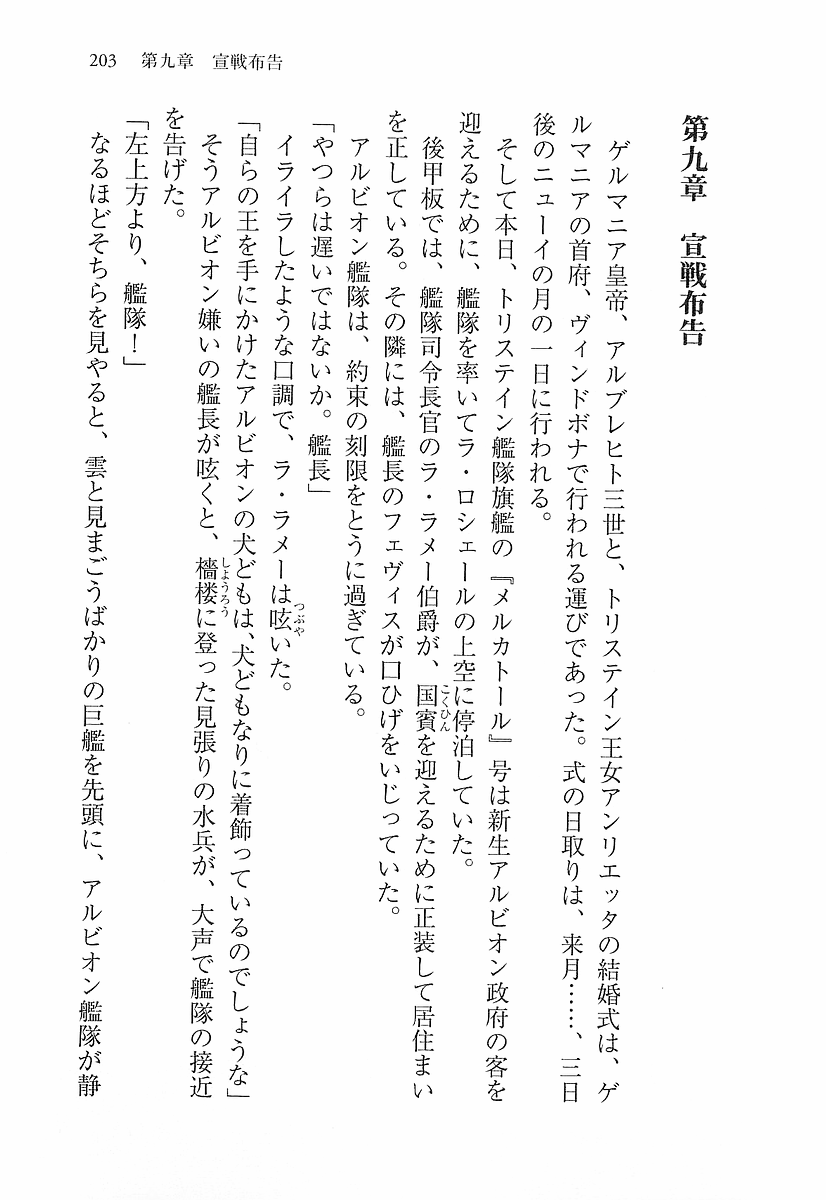 203　第九章　宣戦布告
第九章　宣戦布告
ゲルマニア皇帝、アルブレヒト三世と、トリステイン王女アンリエッタの結婚式は、ゲ
ルマニアの首府、ヴィンドボナで行われる運びであった。式の日取りは、来月……、三日
後のニューイの月の一日に行われる。
そして本日、トリステイン艦隊旗艦の『メルカトール』号は新生アルビオン政府の客を
迎えるために、艦隊を率いてラ・ロシェールの上空に停泊していた。
後甲板では、艦隊司令長官のラ・ラメー伯爵が、国賓を迎えるために正装して居住まい
を正している。その隣には、艦長のフェヴィスが口ひげをいじっていた。
アルビオン艦隊は、約束の刻限をとうに過ぎている。
「やつらは遅いではないか。艦長」
イライラしたような口調で、ラ・ラメーは呟いた。
「自らの王を手にかけたアルビオンの犬どもは、犬どもなりに着飾っているのでしょうな」
そうアルビオン嫌いの艦長が呟くと、檣楼に登った見張りの水兵が、大声で艦隊の接近
を告げた。
「左上方より、艦隊！」
なるほどそちらを見やると、雲と見まごうばかりの巨艦を先頭に、アルビオン艦隊が静
こくひん
つぶや
しょうろう